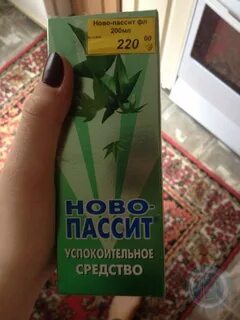 Ново-пассит фл
200мл
220 00
НОВО-
ПАССИТ®
УСПОКОИТЕЛЬНОЕ
СРЕДСТВО